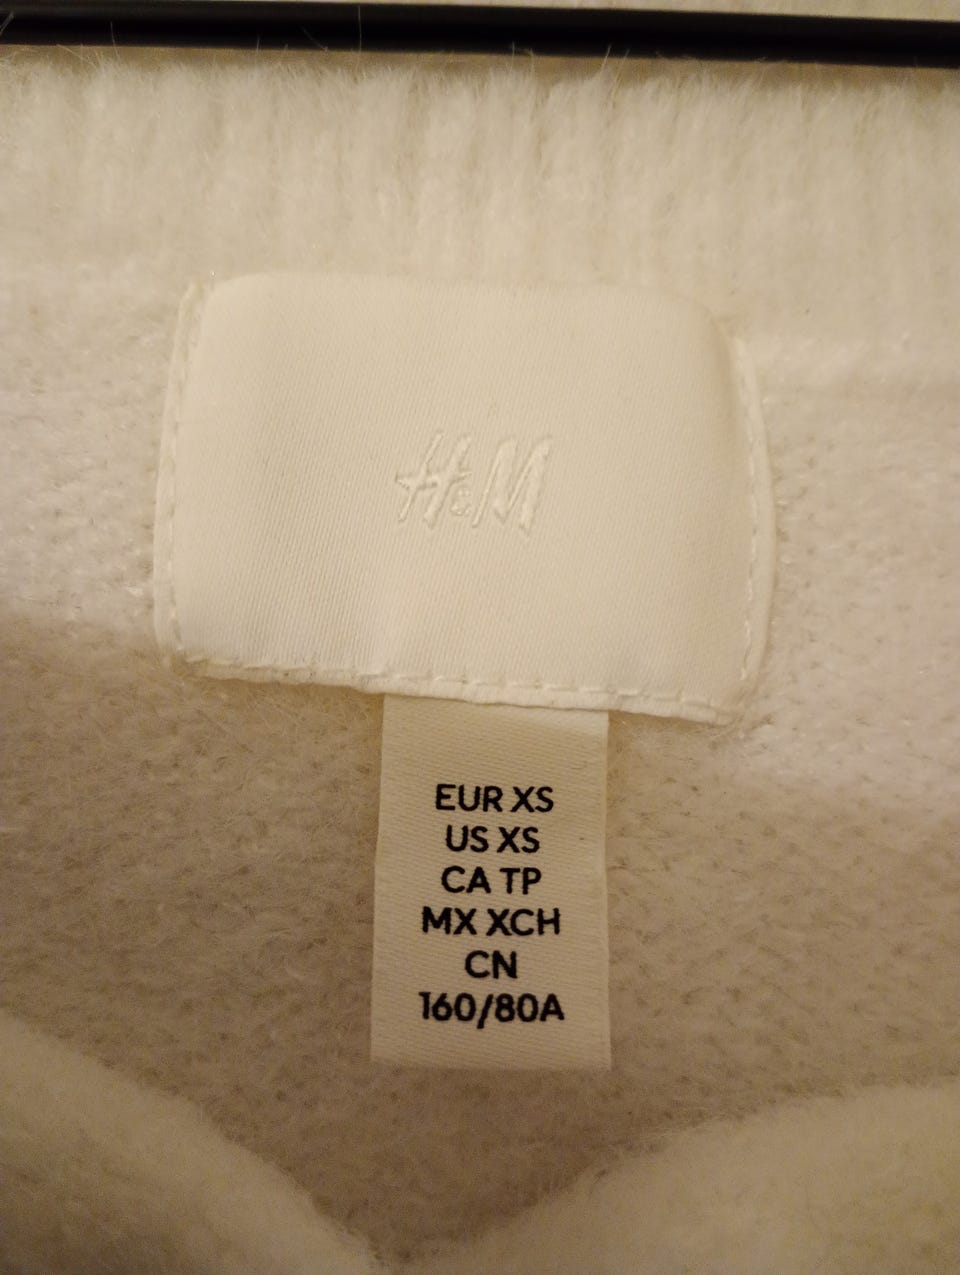 H&M
EUR XS
US XS
CA TP
MX XCH
CN
160/80A